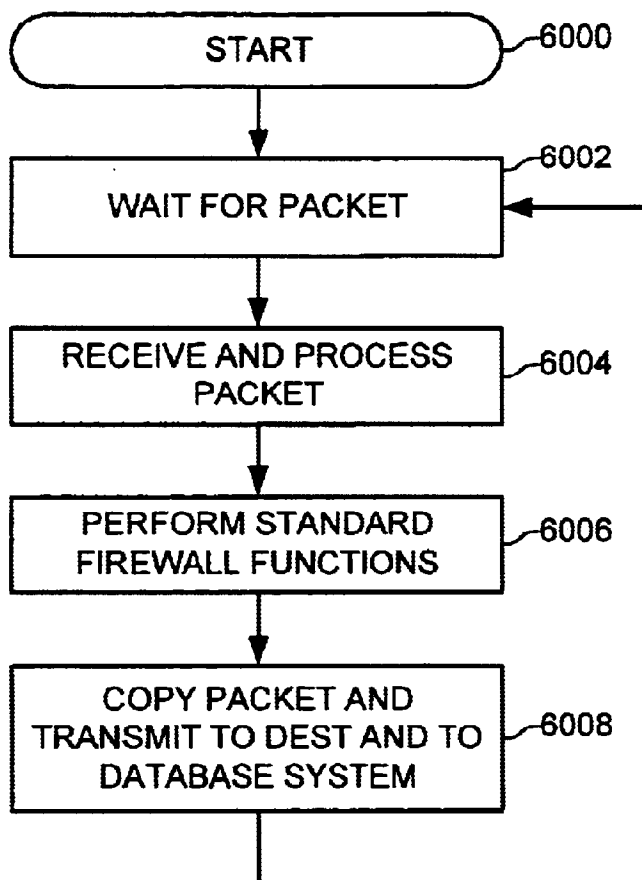 START
6000
6002
WAIT FOR PACKET
RECEIVE AND PROCESS
PACKET
6004
PERFORM STANDARD
FIREWALL FUNCTIONS
6006
COPY PACKET AND
TRANSMIT TO DEST AND TO
DATABASE SYSTEM
6008